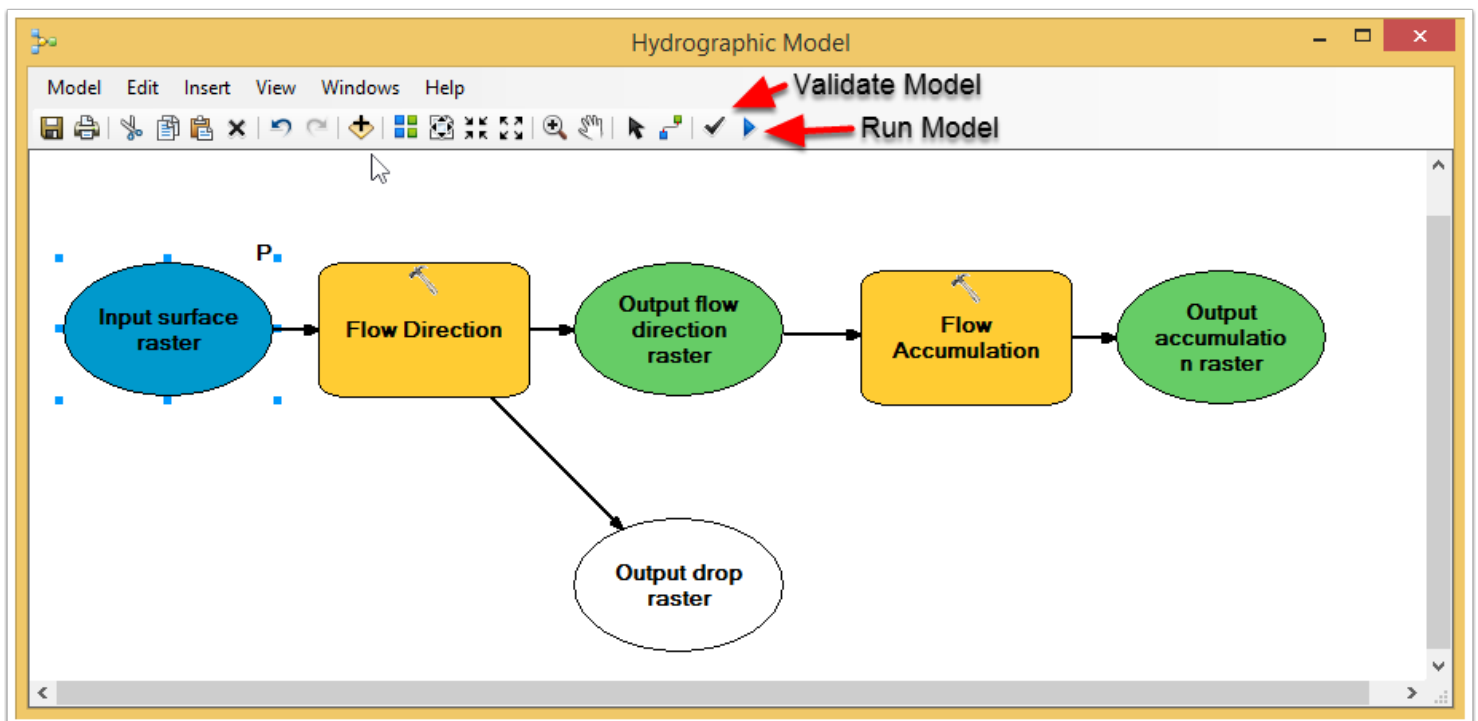 Hydrographic Model
Model Edit Insert View Windows Help
Validate Model
Run Model
P
Input surface
raster
Flow Direction
Output flow
direction
raster
Flow
Accumulation
Output
accumulatio
n raster
Output drop
raster